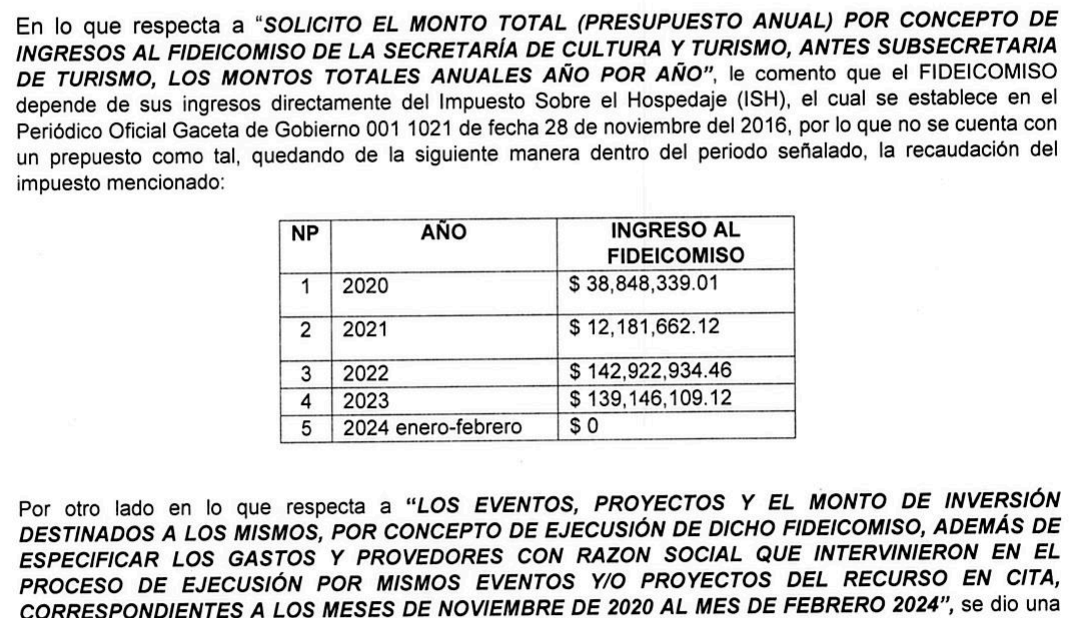 En lo que respecta a “SOLICITO EL MONTO TOTAL (PRESUPUESTO ANUAL) POR CONCEPTO DE
INGRESOS AL FIDEICOMISO DE LA SECRETARÍA DE CULTURA Y TURISMO, ANTES SUBSECRETARIA
DE TURISMO, LOS MONTOS TOTALES ANUALES AÑO POR AÑO”, le comento que el FIDEICOMISO
depende de sus ingresos directamente del Impuesto Sobre el Hospedaje (ISH), el cual se establece en el
Periódico Oficial Gaceta de Gobierno 001 1021 de fecha 28 de noviembre del 2016, por lo que no se cuenta con
un prepuesto como tal, quedando de la siguiente manera dentro del periodo señalado, la recaudación del
impuesto mencionado:
NP AÑO INGRESO AL
FIDEICOMISO
1 2020 $ 38,848,339.01
2 2021 $ 12,181,662.12
3 2022 $ 142,922,934.46
4 2023 $ 139,146,109.12
5 2024 enero-febrero $ 0
Por otro lado en lo que respecta a “LOS EVENTOS, PROYECTOS Y EL MONTO DE INVERSIÓN
DESTINADOS A LOS MISMOS, POR CONCEPTO DE EJECUCIÓN DE DICHO FIDEICOMISO, ADEMÁS DE
ESPECIFICAR LOS GASTOS Y PROVEDORES CON RAZON SOCIAL QUE INTERVINIERON EN EL
PROCESO DE EJECUCIÓN POR MISMOS EVENTOS Y/O PROYECTOS DEL RECURSO EN CITA,
CORRESPONDIENTES A LOS MESES DE NOVIEMBRE DE 2020 AL MES DE FEBRERO 2024”, se dio una